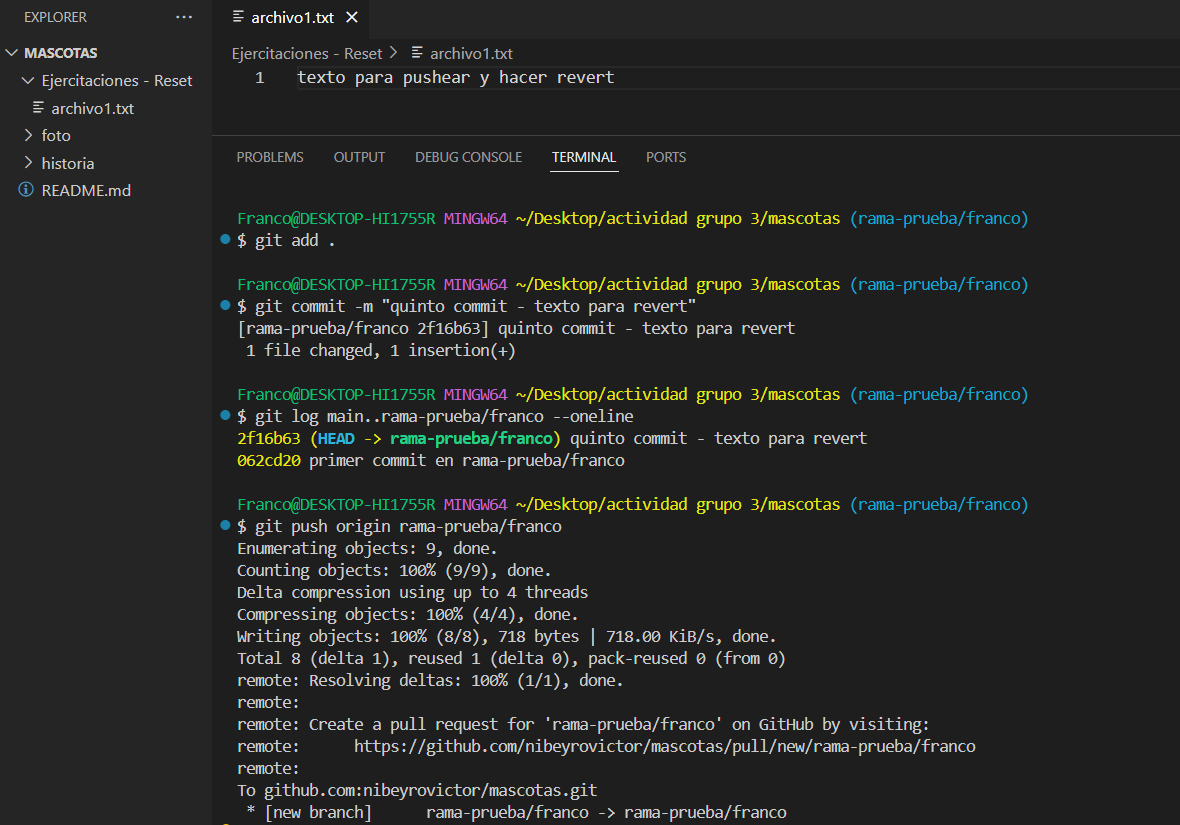 EXPLORER
MASCOTAS
Ejercitaciones - Reset
archivo1.txt
foto
historia
README.md
archivo1.txt
Ejercitaciones - Reset > archivo1.txt
1 texto para pushear y hacer revert
PROBLEMS OUTPUT DEBUG CONSOLE TERMINAL PORTS
Franco@DESKTOP-HI1755R MINGW64 ~/Desktop/actividad grupo 3/mascotas (rama-prueba/franco)
$ git add .
Franco@DESKTOP-HI1755R MINGW64 ~/Desktop/actividad grupo 3/mascotas (rama-prueba/franco)
$ git commit -m "quinto commit - texto para revert"
[rama-prueba/franco 2f16b63] quinto commit - texto para revert
1 file changed, 1 insertion(+)
Franco@DESKTOP-HI1755R MINGW64 ~/Desktop/actividad grupo 3/mascotas (rama-prueba/franco)
$ git log main..rama-prueba/franco --oneline
2f16b63 (HEAD -> rama-prueba/franco) quinto commit - texto para revert
062cd20 primer commit en rama-prueba/franco
Franco@DESKTOP-HI1755R MINGW64 ~/Desktop/actividad grupo 3/mascotas (rama-prueba/franco)
$ git push origin rama-prueba/franco
Enumerating objects: 9, done.
Counting objects: 100% (9/9), done.
Delta compression using up to 4 threads
Compressing objects: 100% (4/4), done.
Writing objects: 100% (8/8), 718 bytes | 718.00 KiB/s, done.
Total 8 (delta 1), reused 1 (delta 0), pack-reused 0 (from 0)
remote: Resolving deltas: 100% (1/1), done.
remote:
remote: Create a pull request for 'rama-prueba/franco' on GitHub by visiting:
remote:      https://github.com/nibeyrovictor/mascotas/pull/new/rama-prueba/franco
remote:
To github.com:nibeyrovictor/mascotas.git
* [new branch]      rama-prueba/franco -> rama-prueba/franco